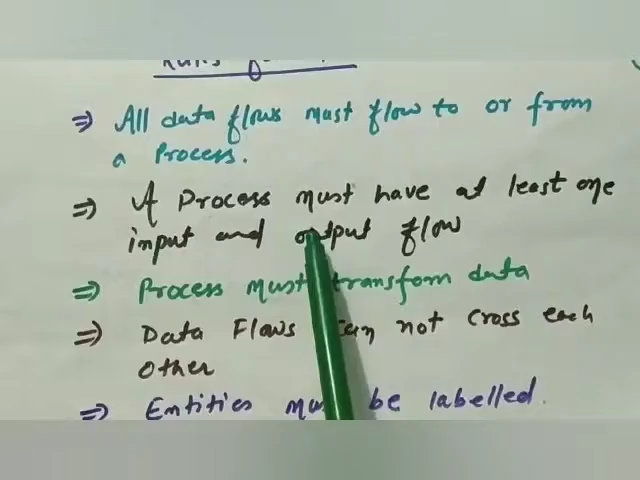 Rules
⇒ All data flows must flow to or from
a Process.
⇒ A Process must have at least one
input and output flow
⇒ Process must transform data
⇒ Data Flows can not cross each
other
⇒ Entities must be labelled.